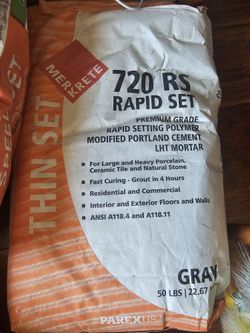 MERKRETE
THIN SET
720 RS
RAPID SET
PREMIUM GRADE
RAPID SETTING POLYMER
MODIFIED PORTLAND CEMENT
LHT MORTAR
• For Large and Heavy Porcelain,
Ceramic Tile and Natural Stone
• Fast Curing - Grout in 4 Hours
• Residential and Commercial
• Interior and Exterior Floors and Walls
• ANSI A118.4 and A118.11
GRAY
50 LBS | 22.67
PAREX USA